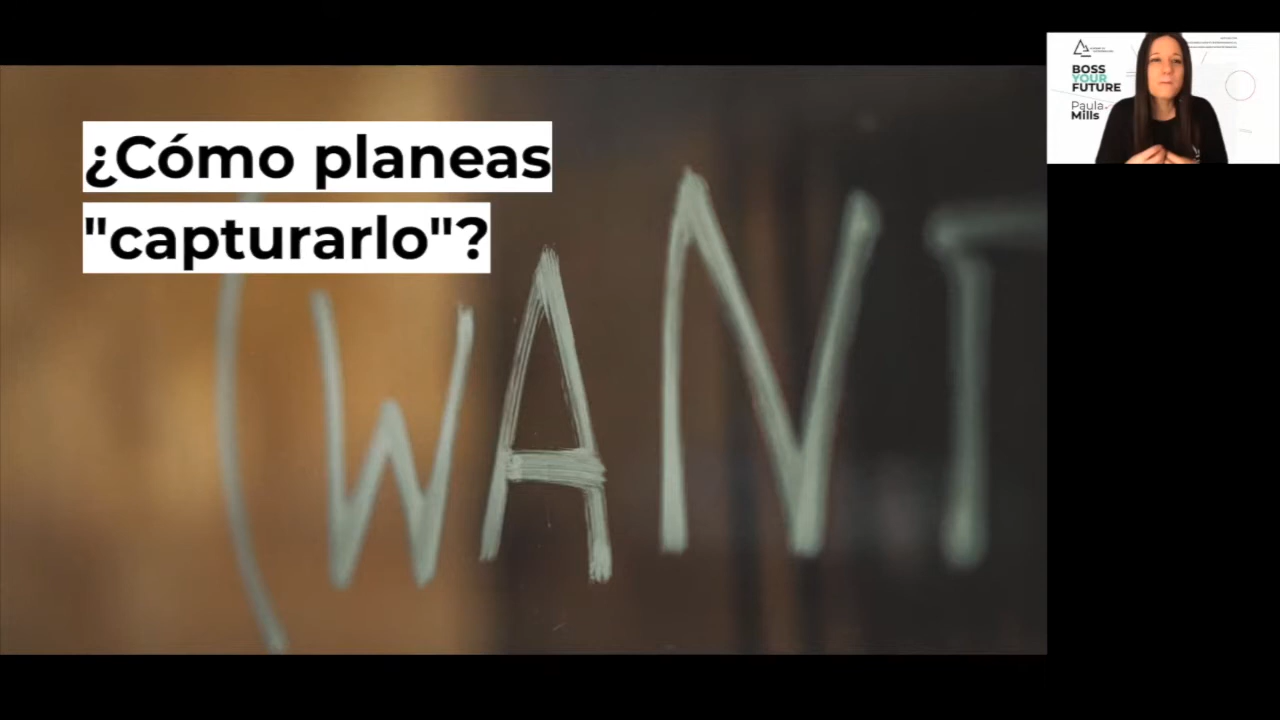 ¿Cómo planeas
"capturarlo"?
(WANT
BOSS
YOUR
FUTURE
Paula
Mills